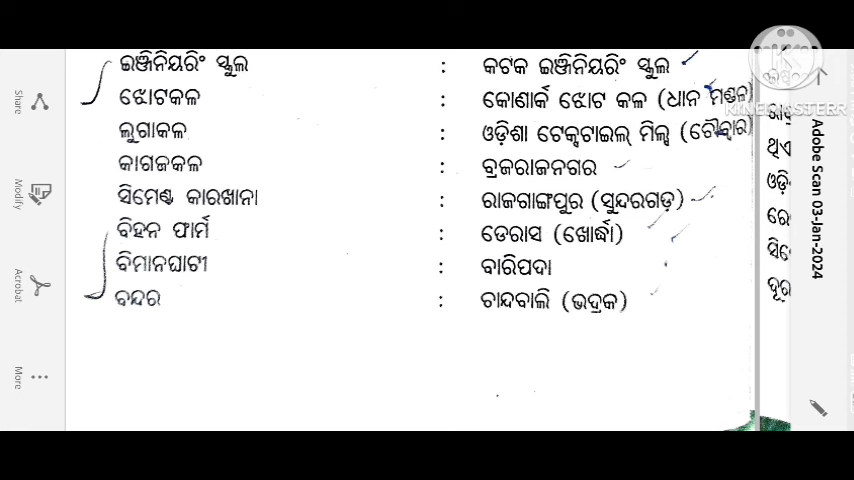 ଇଞ୍ଜିନିୟରିଂ ସ୍କୁଲ : କଟକ ଇଞ୍ଜିନିୟରିଂ ସ୍କୁଲ
ଝୋଟକଳ : କୋଣାର୍କ ଝୋଟ କଳ (ଧାନ ମଣ୍ଡଳ)
ଲୁଗାକଳ : ଓଡ଼ିଶା ଟେକ୍ସଟାଇଲ୍ ମିଲ୍ସ (ଚୌଦ୍ୱାର)
କାଗଜକଳ : ବ୍ରଜରାଜନଗର
ସିମେଣ୍ଟ କାରଖାନା : ରାଜଗାଙ୍ଗପୁର (ସୁନ୍ଦରଗଡ଼)
ବିହନ ଫାର୍ମ : ଡେରାସ (ଖୋର୍ଦ୍ଧା)
ବିମାନଘାଟୀ : ବାରିପଦା
ବନ୍ଦର : ଚାନ୍ଦବାଲି (ଭଦ୍ରକ)
Share
Modify
Acrobat
More
Adobe Scan 03-Jan-2024
KINEMASTER